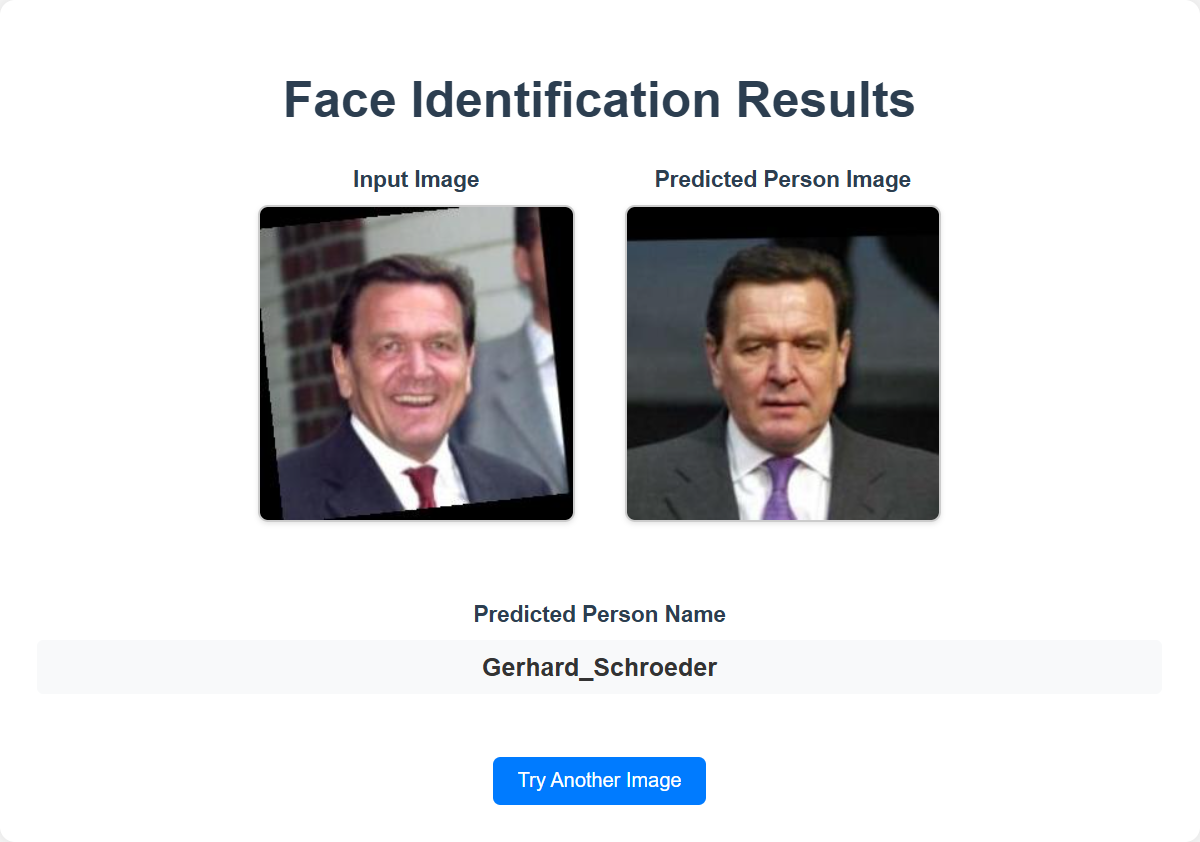 Face Identification Results
Input Image
Predicted Person Image
Predicted Person Name
Gerhard_Schroeder
Try Another Image